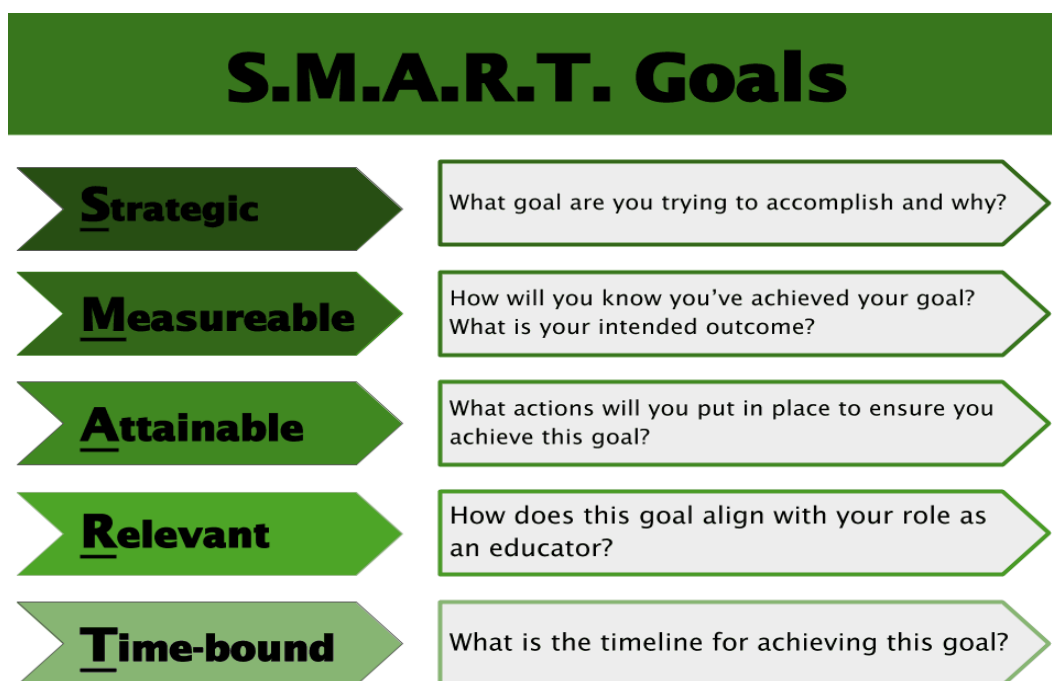 S.M.A.R.T. Goals
Strategic
What goal are you trying to accomplish and why?
Measureable
How will you know you've achieved your goal?
What is your intended outcome?
Attainable
What actions will you put in place to ensure you
achieve this goal?
Relevant
How does this goal align with your role as
an educator?
Time-bound
What is the timeline for achieving this goal?